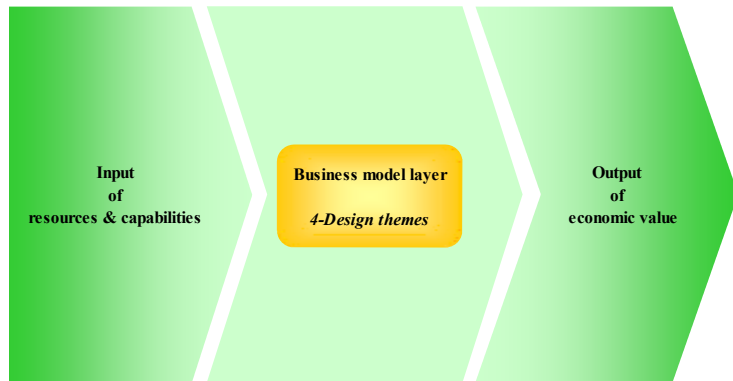 Input
of
resources & capabilities
Business model layer
4-Design themes
Output
of
economic value